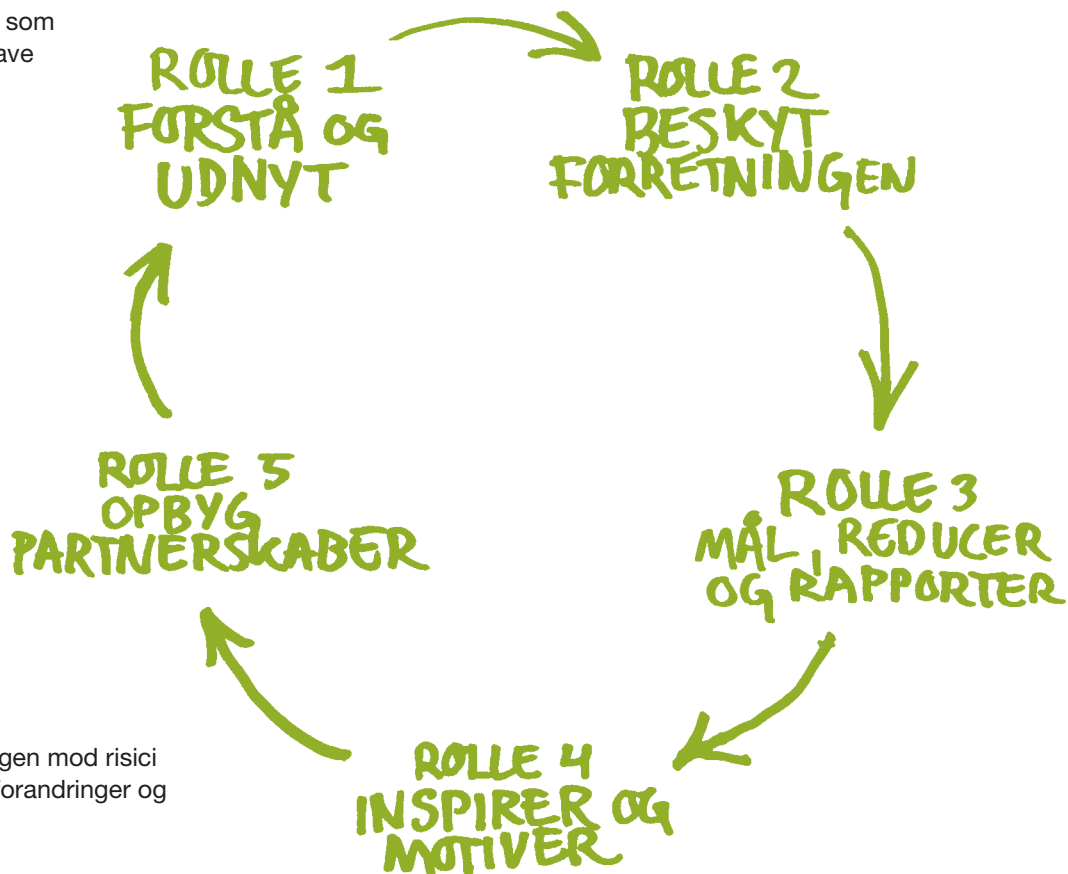 som
ave
ROLLE 1
FORSTÅ OG
UDNYT
ROLLE 2
BESKYT
FORRETNINGEN
ROLLE 3
MÅL, REDUCER
OG RAPPORTER
ROLLE 4
INSPIRER OG
MOTIVER
ROLLE 5
OPBYG
PARTNERSKABER
gen mod risici
forandringer og